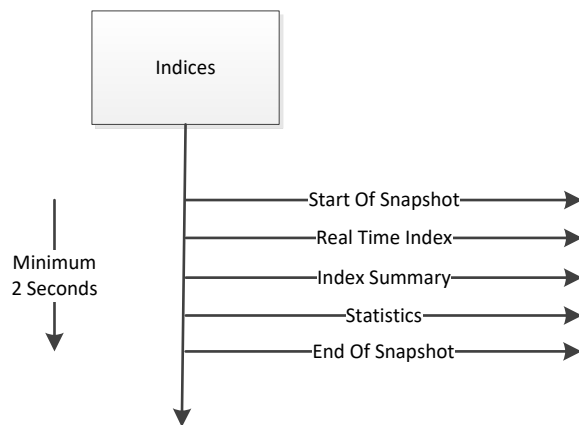 Indices
Start Of Snapshot
Real Time Index
Minimum
2 Seconds
Index Summary
Statistics
End Of Snapshot